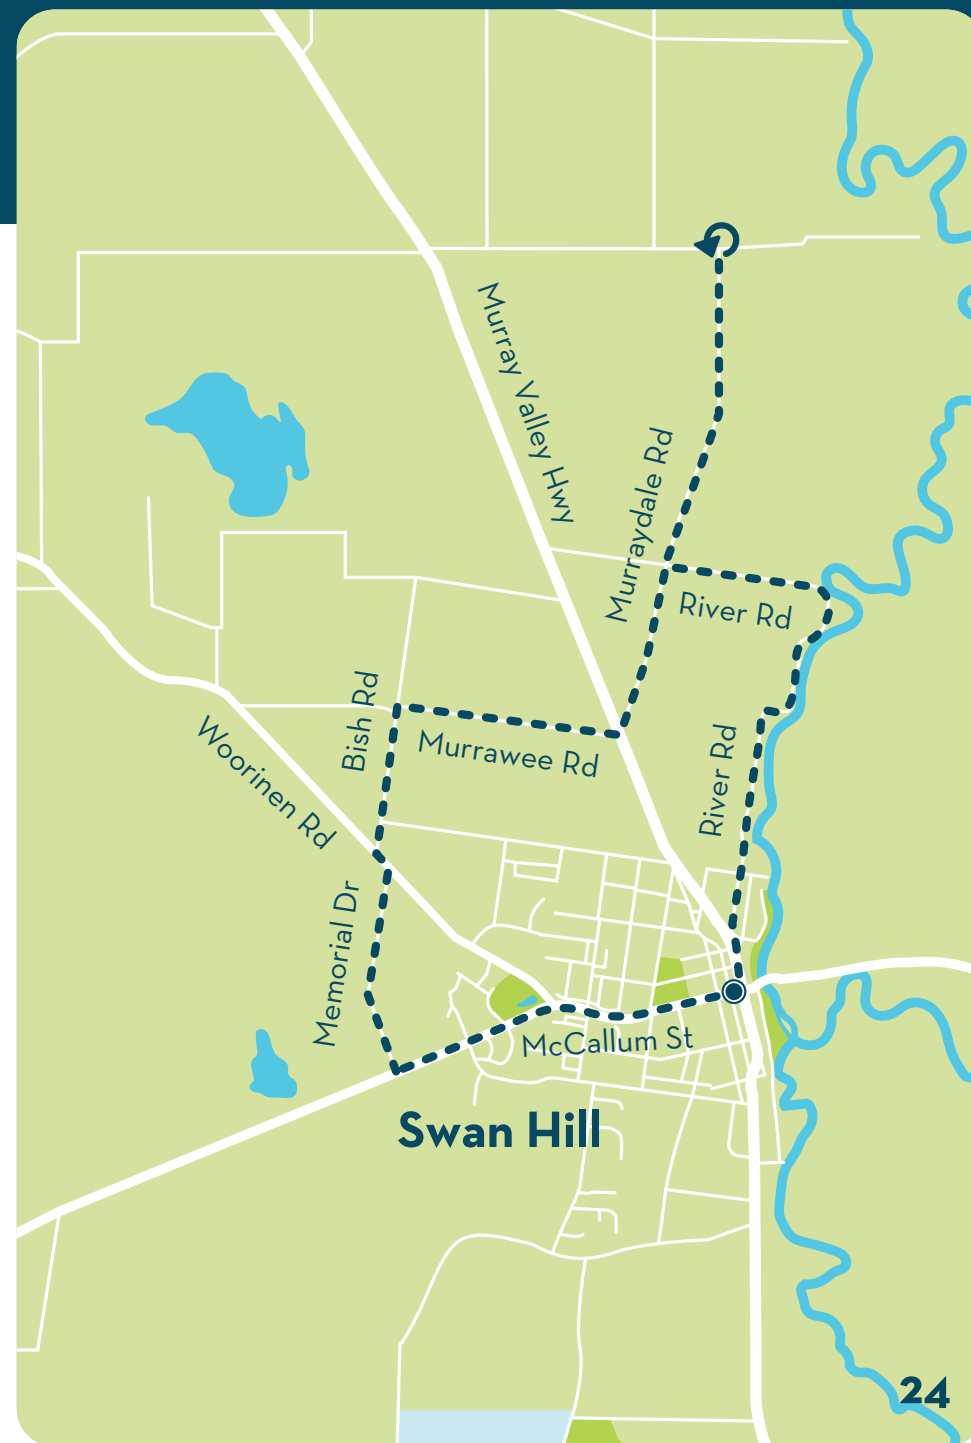 Murray Valley Hwy
Murraydale Rd
River Rd
Bish Rd
Murrawee Rd
Woorinen Rd
River Rd
Memorial Dr
McCallum St
Swan Hill
24